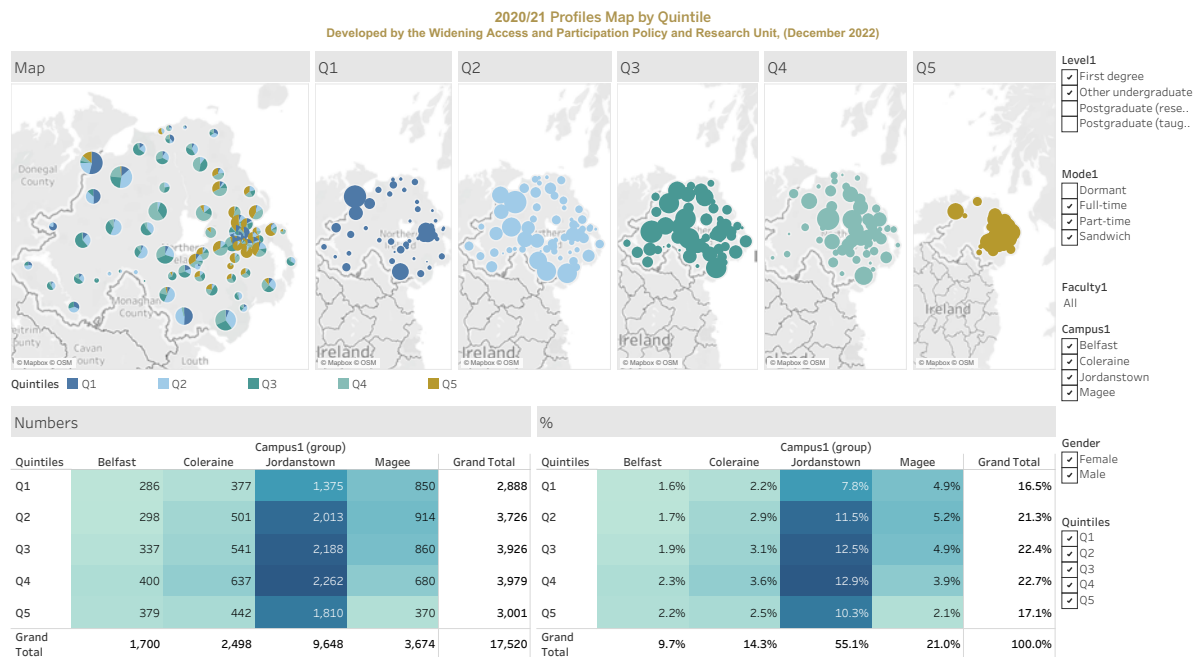 2020/21 Profiles Map by Quintile
Developed by the Widening Access and Participation Policy and Research Unit, (December 2022)
Map
Q1
Q2
Q3
Q4
Q5
Donegal
County
Monaghan
County
Cavan
County
Louth
© Mapbox © OSM
Northern
Ireland
© Mapbox © OSM
Ireland
© Mapbox © OSM
Ireland
© Mapbox © OSM
Ireland
© Mapbox © OSM
Ireland
© Mapbox © OSM
Quintiles Q1 Q2 Q3 Q4 Q5
Level1
First degree
Other undergraduate
Postgraduate (rese..
Postgraduate (taug..
Mode1
Dormant
Full-time
Part-time
Sandwich
Faculty1
All
Campus1
Belfast
Coleraine
Jordanstown
Magee
Gender
Female
Male
Quintiles
Q1
Q2
Q3
Q4
Q5
Numbers
Campus1 (group)
Quintiles Belfast Coleraine Jordanstown Magee Grand Total
Q1 286 377 1,375 850 2,888
Q2 298 501 2,013 914 3,726
Q3 337 541 2,188 860 3,926
Q4 400 637 2,262 680 3,979
Q5 379 442 1,810 370 3,001
Grand
Total 1,700 2,498 9,648 3,674 17,520
%
Campus1 (group)
Quintiles Belfast Coleraine Jordanstown Magee Grand Total
Q1 1.6% 2.2% 7.8% 4.9% 16.5%
Q2 1.7% 2.9% 11.5% 5.2% 21.3%
Q3 1.9% 3.1% 12.5% 4.9% 22.4%
Q4 2.3% 3.6% 12.9% 3.9% 22.7%
Q5 2.2% 2.5% 10.3% 2.1% 17.1%
Grand
Total 9.7% 14.3% 55.1% 21.0% 100.0%